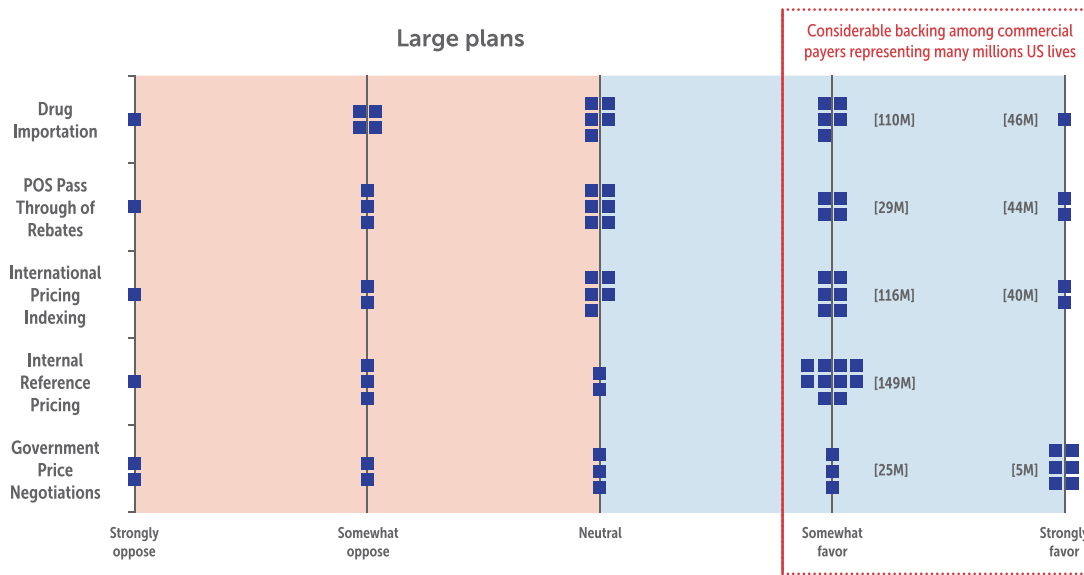 Large plans
Considerable backing among commercial
payers representing many millions US lives
Drug
Importation
[110M]
[46M]
POS Pass
Through of
Rebates
[29M]
[44M]
International
Pricing
Indexing
[116M]
[40M]
Internal
Reference
Pricing
[149M]
Government
Price
Negotiations
[25M]
[5M]
Strongly
oppose
Somewhat
oppose
Neutral
Somewhat
favor
Strongly
favor